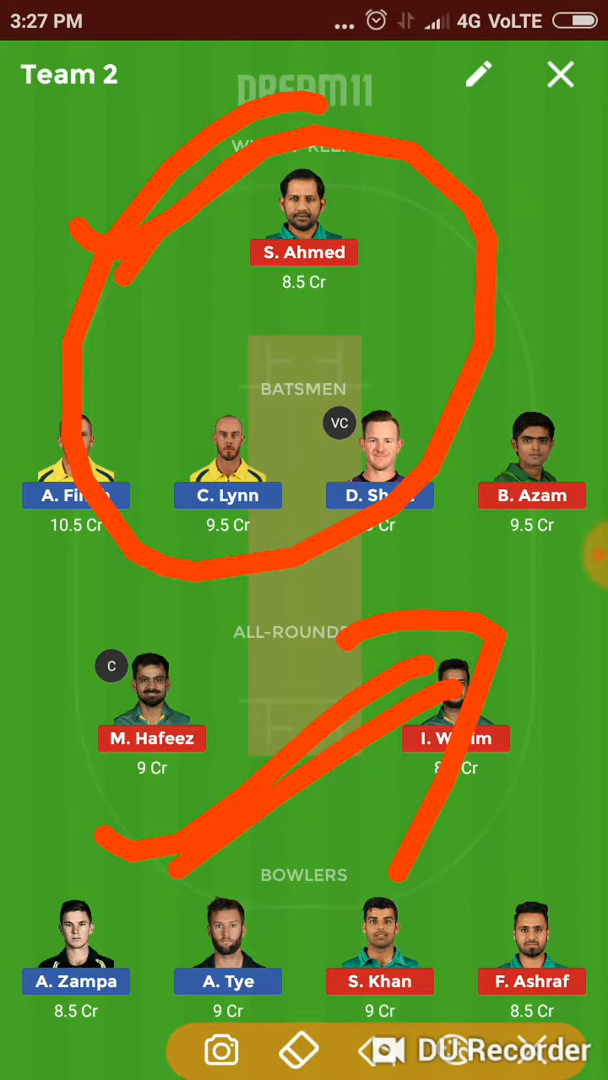 3:27 PM ... 4G VoLTE
Team 2
DREAM11
S. Ahmed
8.5 Cr
BATSMEN
VC
A. Fin
C. Lynn
D. Sh
B. Azam
10.5 Cr
9.5 Cr
Cr
9.5 Cr
ALL-ROUNDE
C
M. Hafeez
I. W
im
9 Cr
8
Cr
BOWLERS
A. Zampa
A. Tye
S. Khan
F. Ashraf
8.5 Cr
9 Cr
9 Cr
8.5 Cr
DU Recorder